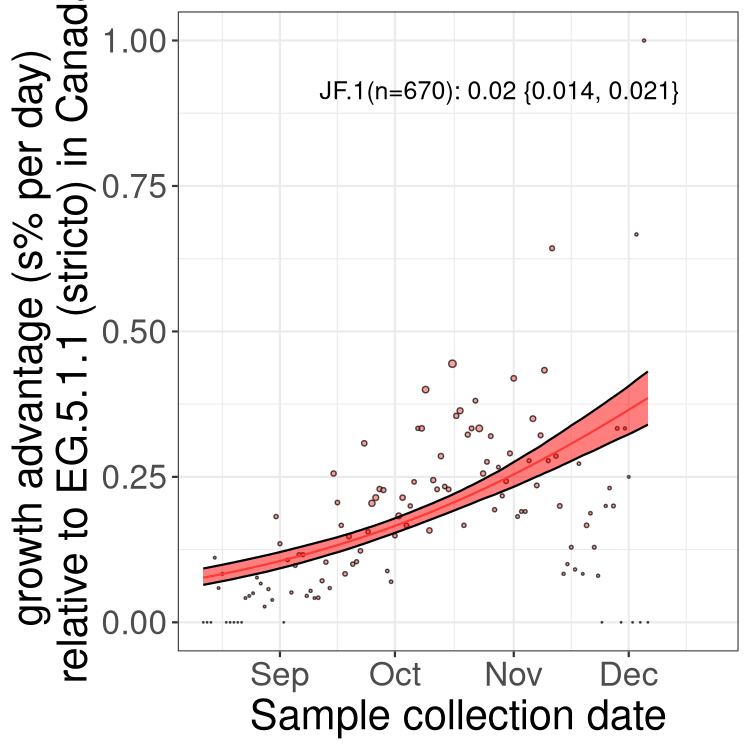 growth advantage (s% per day)
relative to EG.5.1.1 (stricto) in Canada
1.00
0.75
0.50
0.25
0.00
JF.1(n=670): 0.02 {0.014, 0.021}
Sep Oct Nov Dec
Sample collection date